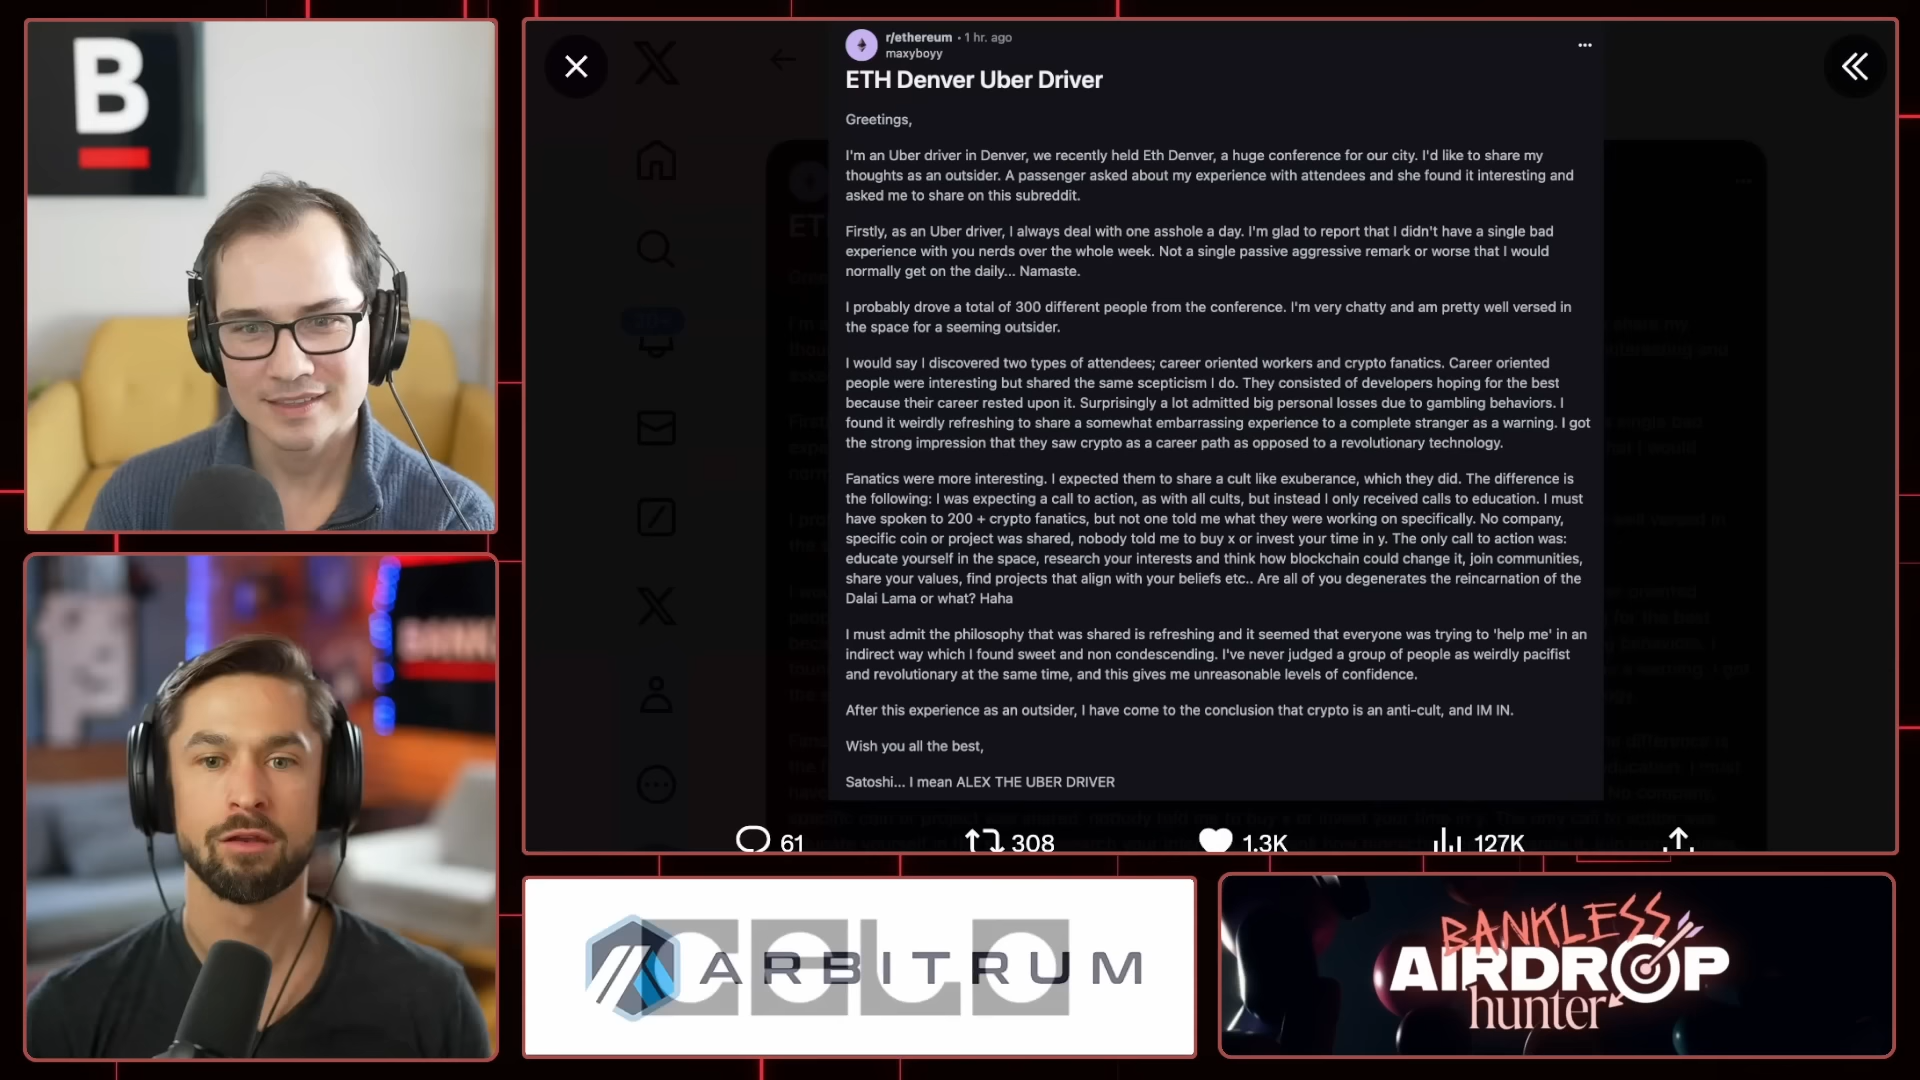 B
r/ethereum · 1 hr. ago
maxyboyy
ETH Denver Uber Driver
Greetings,
I'm an Uber driver in Denver, we recently held Eth Denver, a huge conference for our city. I'd like to share my
thoughts as an outsider. A passenger asked about my experience with attendees and she found it interesting and
asked me to share on this subreddit.
Firstly, as an Uber driver, I always deal with one asshole a day. I'm glad to report that I didn't have a single bad
experience with you nerds over the whole week. Not a single passive aggressive remark or worse that I would
normally get on the daily... Namaste.
I probably drove a total of 300 different people from the conference. I'm very chatty and am pretty well versed in
the space for a seeming outsider.
I would say I discovered two types of attendees; career oriented workers and crypto fanatics. Career oriented
people were interesting but shared the same scepticism I do. They consisted of developers hoping for the best
because their career rested upon it. Surprisingly a lot admitted big personal losses due to gambling behaviors. I
found it weirdly refreshing to share a somewhat embarrassing experience to a complete stranger as a warning. I got
the strong impression that they saw crypto as a career path as opposed to a revolutionary technology.
Fanatics were more interesting. I expected them to share a cult like exuberance, which they did. The difference is
the following: I was expecting a call to action, as with all cults, but instead I only received calls to education. I must
have spoken to 200 + crypto fanatics, but not one told me what they were working on specifically. No company,
specific coin or project was shared, nobody told me to buy x or invest your time in y. The only call to action was:
educate yourself in the space, research your interests and think how blockchain could change it, join communities,
share your values, find projects that align with your beliefs etc.. Are all of you degenerates the reincarnation of the
Dalai Lama or what? Haha
I must admit the philosophy that was shared is refreshing and it seemed that everyone was trying to 'help me' in an
indirect way which I found sweet and non condescending. I've never judged a group of people as weirdly pacifist
and revolutionary at the same time, and this gives me unreasonable levels of confidence.
After this experience as an outsider, I have come to the conclusion that crypto is an anti-cult, and IM IN.
Wish you all the best,
Satoshi... I mean ALEX THE UBER DRIVER
61 308 1.3K 127K
ARBITRUM
CELO
BANKLESS
AIRDROP
hunter